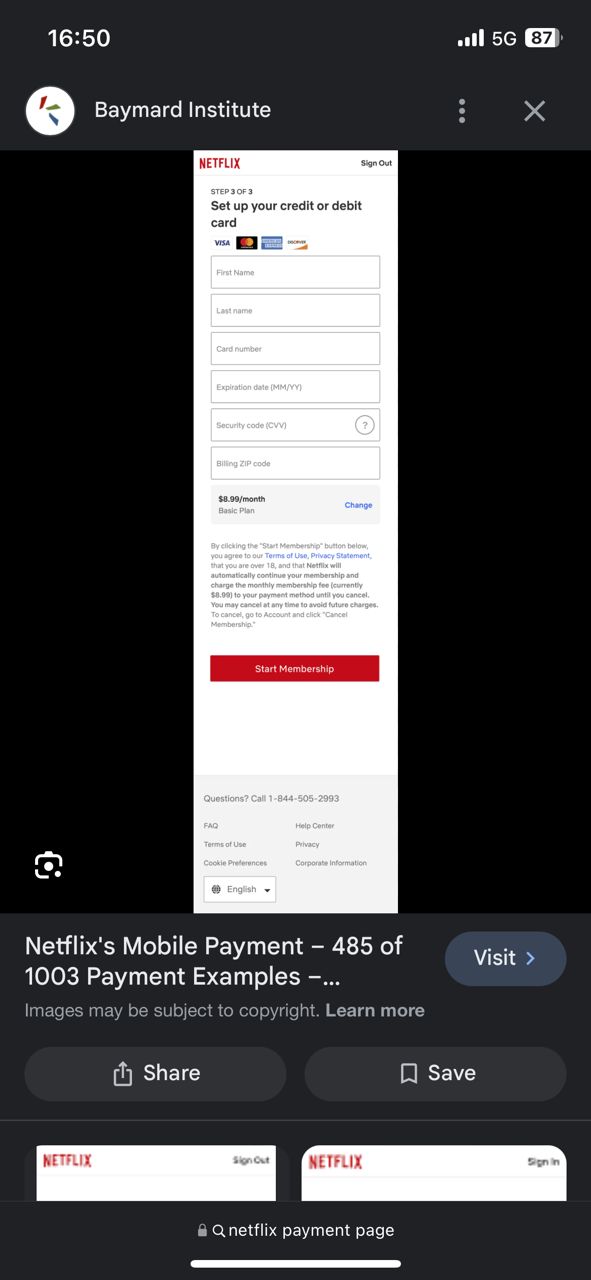 16:50
5G 87
Baymard Institute
NETFLIX
Sign Out
STEP 3 OF 3
Set up your credit or debit
card
VISA
AMERICAN EXPRESS
DISCOVER
First Name
Last name
Card number
Expiration date (MM/YY)
Security code (CVV)
?
Billing ZIP code
$8.99/month
Basic Plan
Change
By clicking the "Start Membership" button below,
you agree to our Terms of Use, Privacy Statement,
that you are over 18, and that Netflix will
automatically continue your membership and
charge the monthly membership fee (currently
$8.99) to your payment method until you cancel.
You may cancel at any time to avoid future charges.
To cancel, go to Account and click "Cancel
Membership."
Start Membership
Questions? Call 1-844-505-2993
FAQ
Help Center
Terms of Use
Privacy
Cookie Preferences
Corporate Information
English
Netflix's Mobile Payment – 485 of
1003 Payment Examples –...
Visit
Images may be subject to copyright. Learn more
Share
Save
NETFLIX
Sign Out
NETFLIX
Sign In
netflix payment page